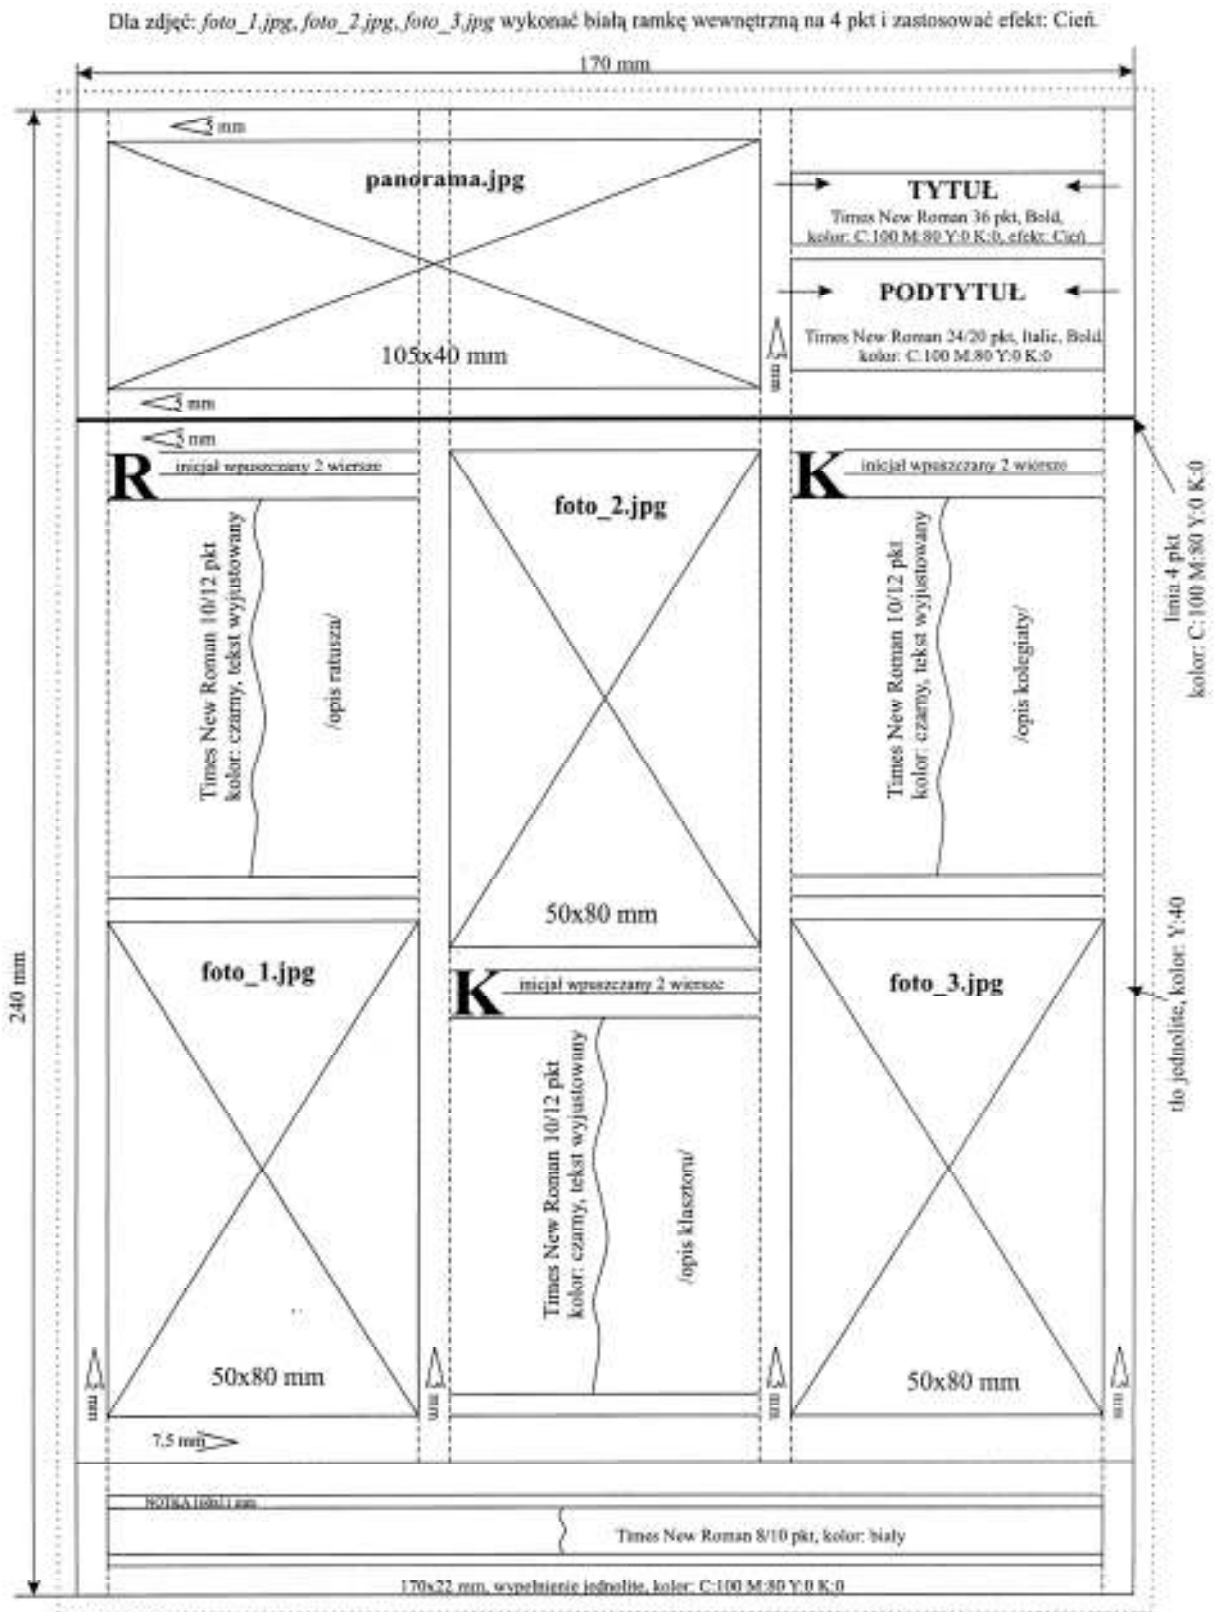 Dla zdjęć: foto_1.jpg, foto_2.jpg, foto_3.jpg wykonać białą ramkę wewnętrzną na 4 pkt i zastosować efekt: Cień.
170 mm
5 mm
panorama.jpg
105x40 mm
TYTUŁ
Times New Roman 36 pkt, Bold,
kolor: C:100 M:80 Y:0 K:0, efekt: Cień
PODTYTUŁ
Times New Roman 24/20 pkt, Italic, Bold
kolor: C:100 M:80 Y:0 K:0
mm
5 mm
5 mm
R inicjał wpuszczany 2 wiersze
Times New Roman 10/12 pkt
kolor: czarny, tekst wyjustowany
/opis ratusza/
foto_2.jpg
50x80 mm
K inicjał wpuszczany 2 wiersze
Times New Roman 10/12 pkt
kolor: czarny, tekst wyjustowany
/opis kolegiaty/
linia 4 pkt
kolor: C:100 M:80 Y:0 K:0
240 mm
foto_1.jpg
50x80 mm
K inicjał wpuszczany 2 wiersze
Times New Roman 10/12 pkt
kolor: czarny, tekst wyjustowany
/opis klasztoru/
foto_3.jpg
50x80 mm
tło jednolite, kolor: Y:40
mm
mm
mm
mm
7,5 mm
NOTKA
Times New Roman 8/10 pkt, kolor: biały
170x22 mm, wypełnienie jednolite, kolor: C:100 M:80 Y:0 K:0